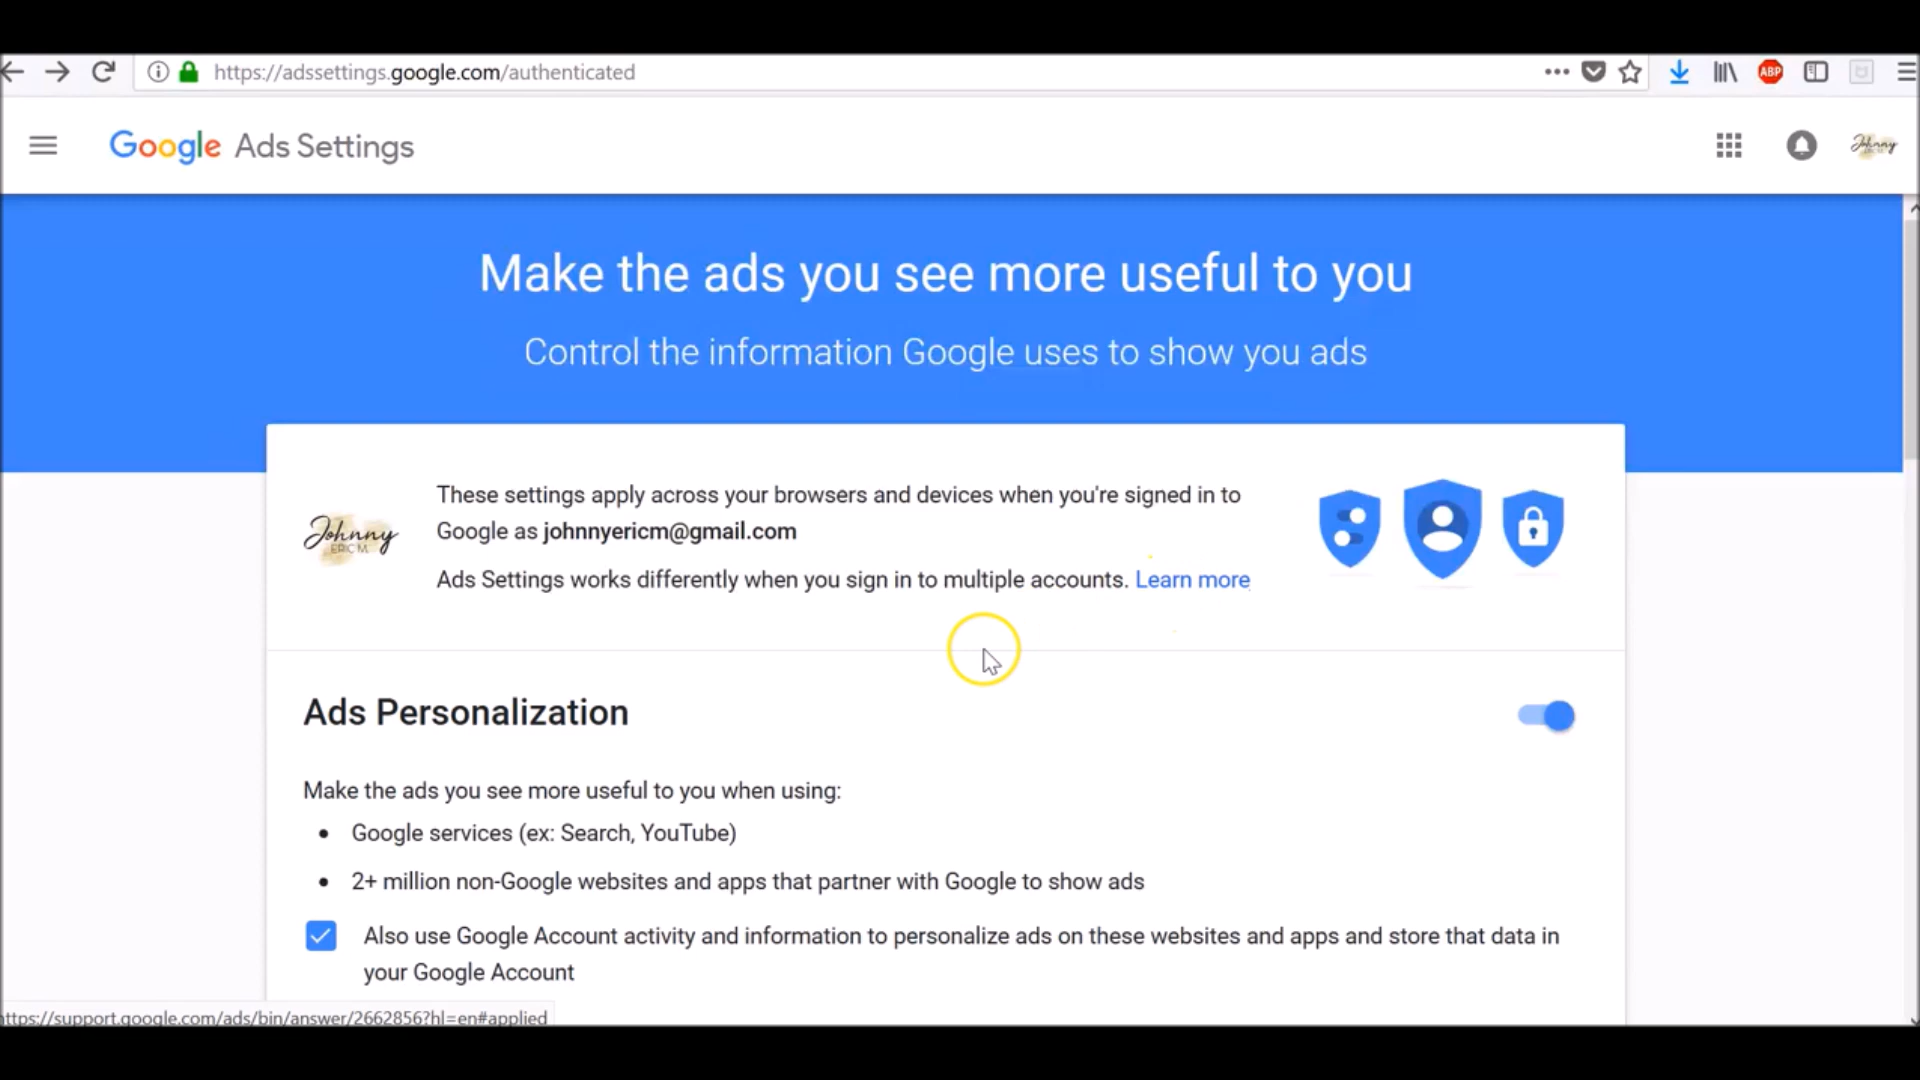 https://adssettings.google.com/authenticated
ABP
Google Ads Settings
Johnny
Make the ads you see more useful to you
Control the information Google uses to show you ads
These settings apply across your browsers and devices when you're signed in to
Google as johnnyericm@gmail.com
Johnny
ERIC M.
Ads Settings works differently when you sign in to multiple accounts. Learn more
Ads Personalization
Make the ads you see more useful to you when using:
• Google services (ex: Search, YouTube)
• 2+ million non-Google websites and apps that partner with Google to show ads
Also use Google Account activity and information to personalize ads on these websites and apps and store that data in
your Google Account
ttps://support.google.com/ads/bin/answer/2662856?hl=en#applied